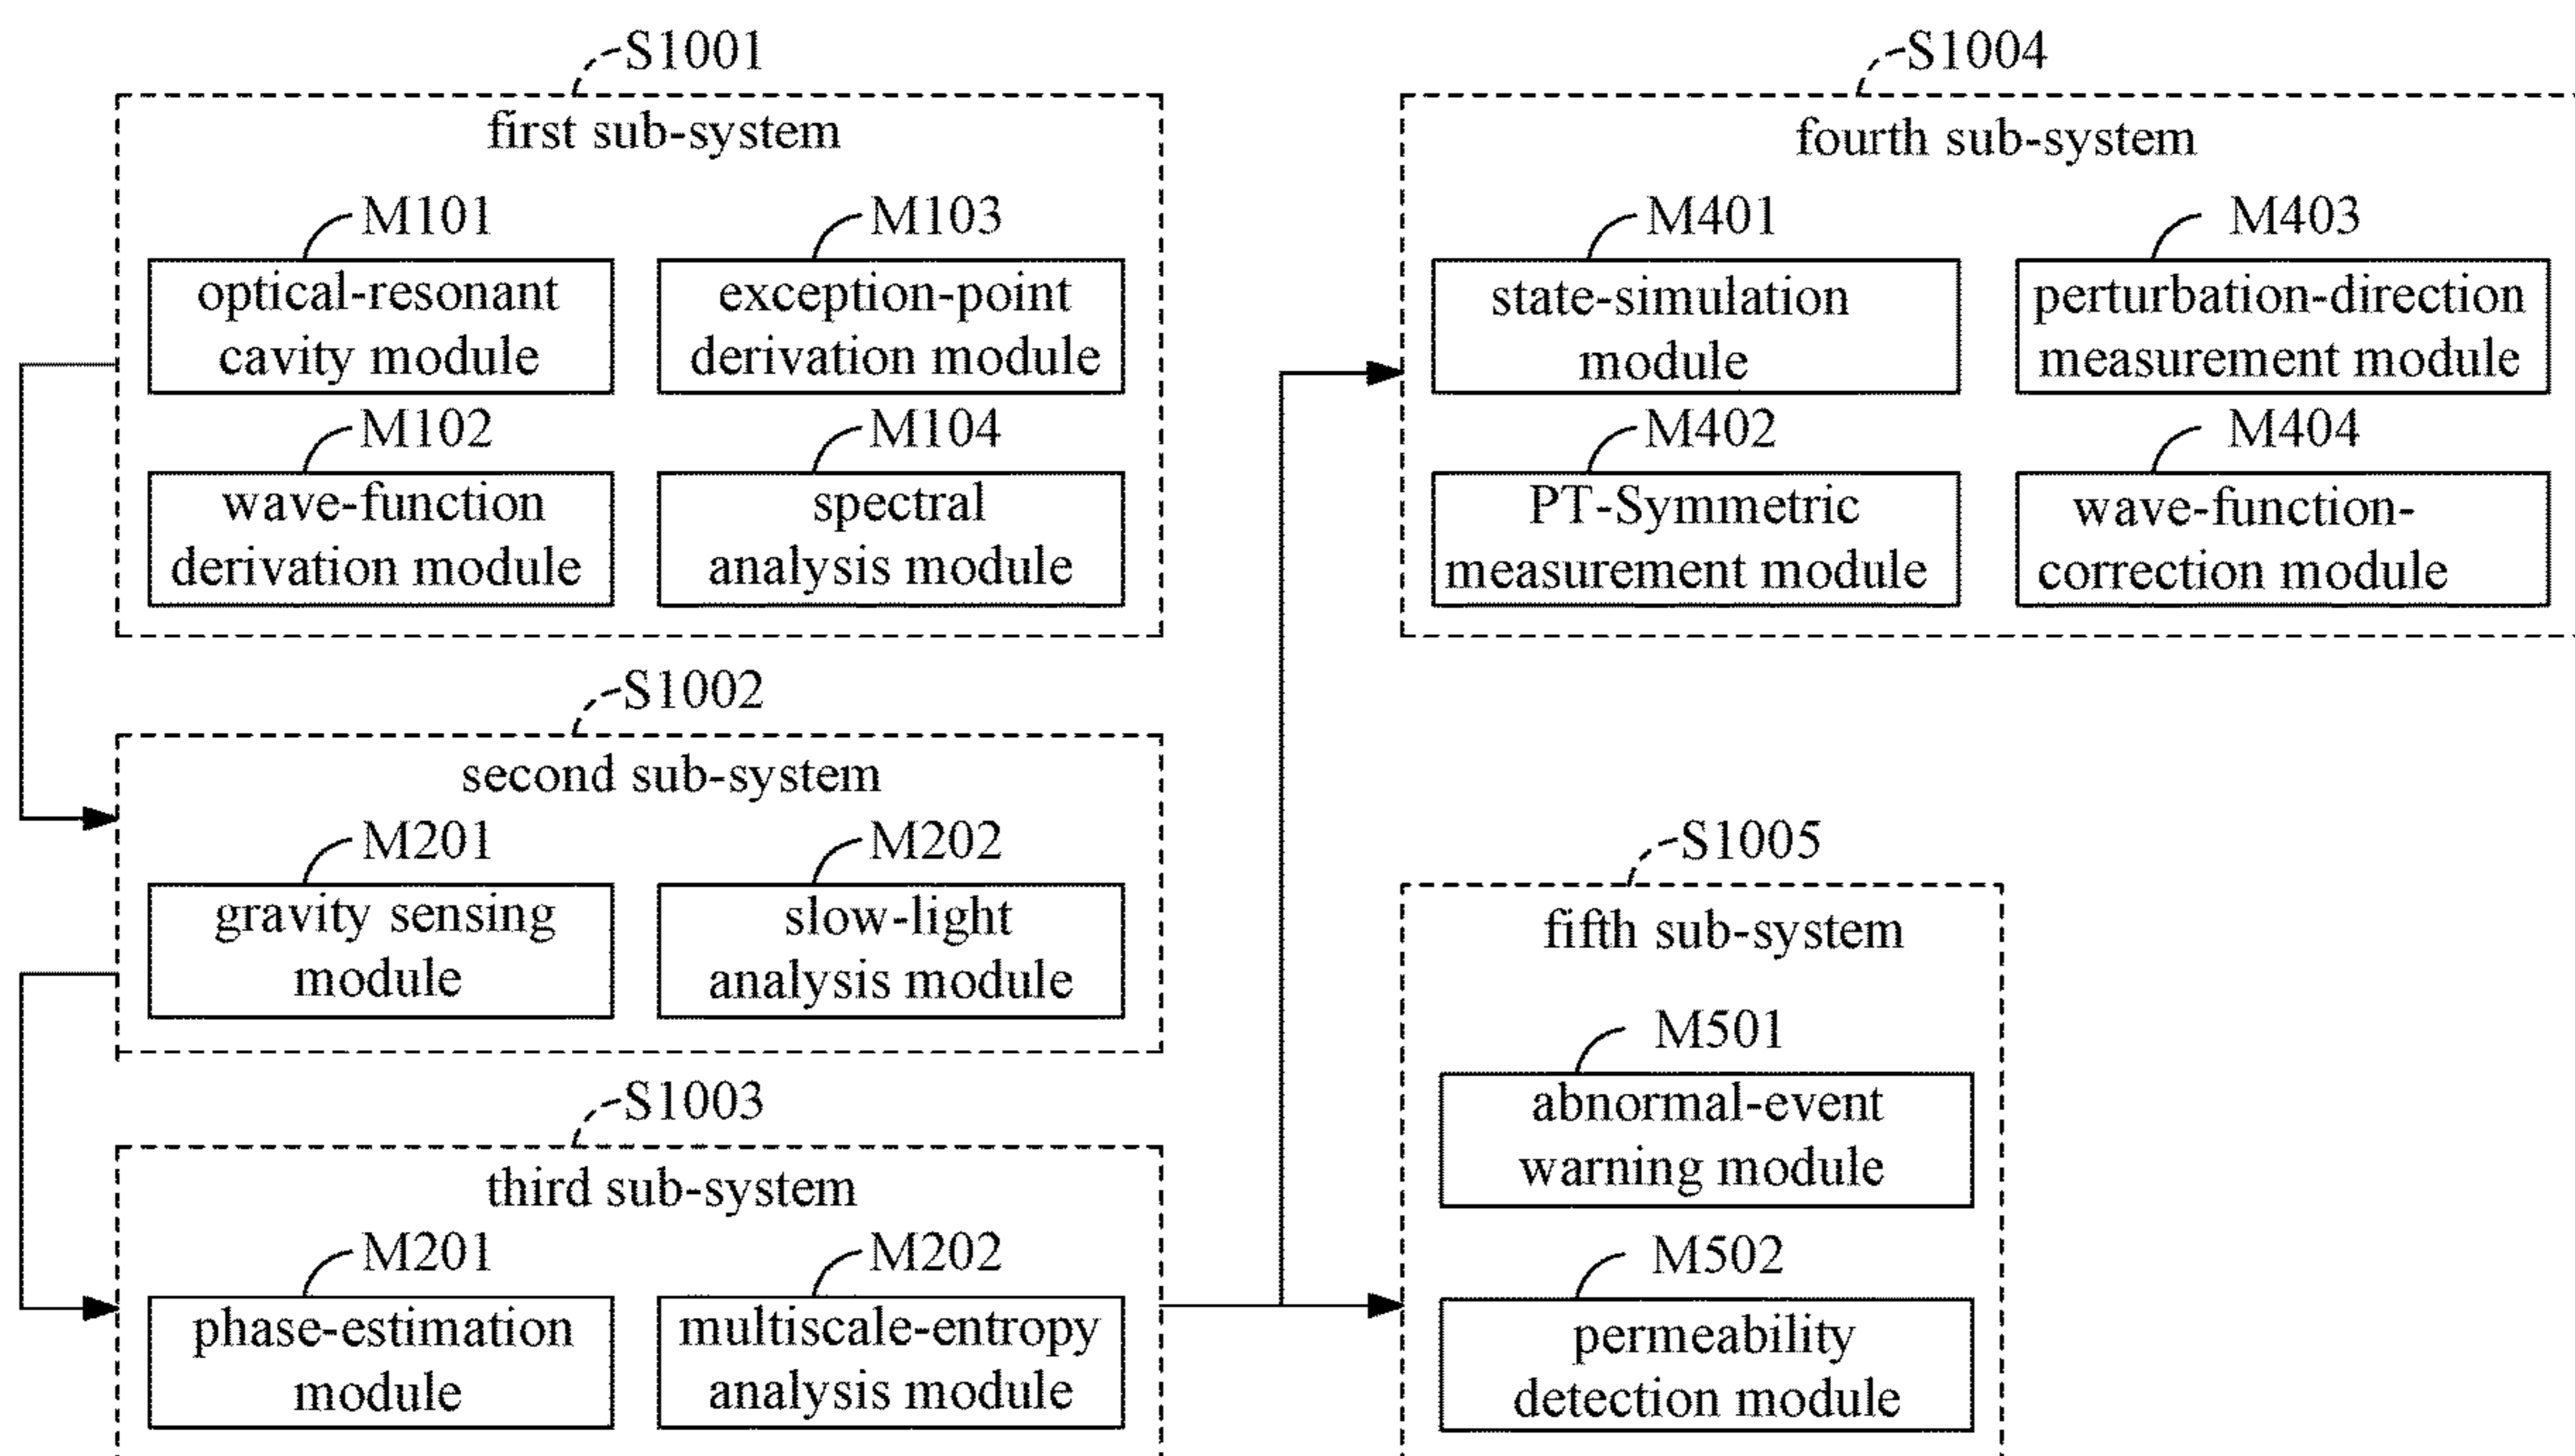 S1001
first sub-system
M101
optical-resonant
cavity module
M103
exception-point
derivation module
M102
wave-function
derivation module
M104
spectral
analysis module
S1002
second sub-system
M201
gravity sensing
module
M202
slow-light
analysis module
S1003
third sub-system
M201
phase-estimation
module
M202
multiscale-entropy
analysis module
S1004
fourth sub-system
M401
state-simulation
module
M403
perturbation-direction
measurement module
M402
PT-Symmetric
measurement module
M404
wave-function-
correction module
S1005
fifth sub-system
M501
abnormal-event
warning module
M502
permeability
detection module